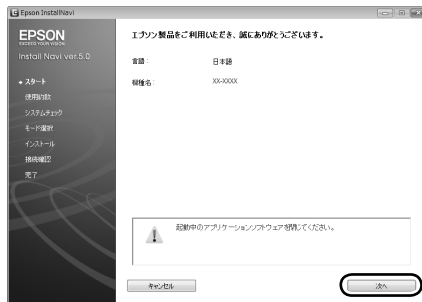 Epson InstallNavi
EPSON
EXCEED YOUR VISION
Install Navi ver.5.0
スタート
使用許諾
システムチェック
モード選択
インストール
接続確認
完了
エプソン製品をご利用いただき、誠にありがとうございます。
言語: 日本語
機種名: XX-XXXX
起動中のアプリケーションソフトウェアを閉じてください。
キャンセル
次へ